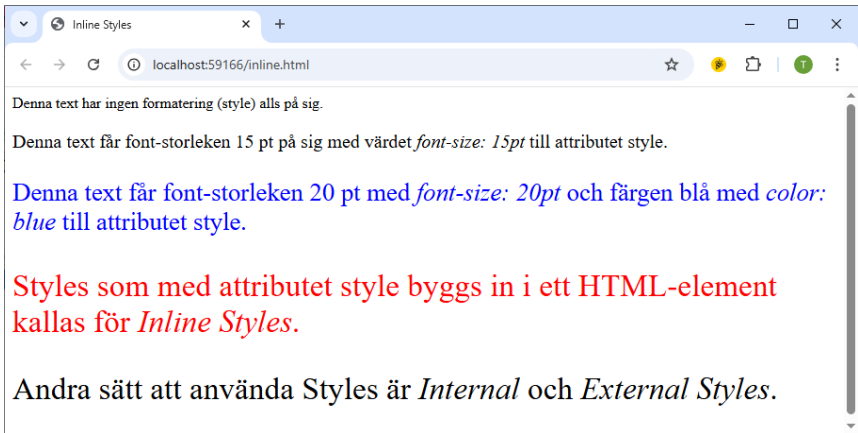 Inline Styles
localhost:59166/inline.html
T
Denna text har ingen formatering (style) alls på sig.
Denna text får font-storleken 15 pt på sig med värdet font-size: 15pt till attributet style.
Denna text får font-storleken 20 pt med font-size: 20pt och färgen blå med color:
blue till attributet style.
Styles som med attributet style byggs in i ett HTML-element
kallas för Inline Styles.
Andra sätt att använda Styles är Internal och External Styles.